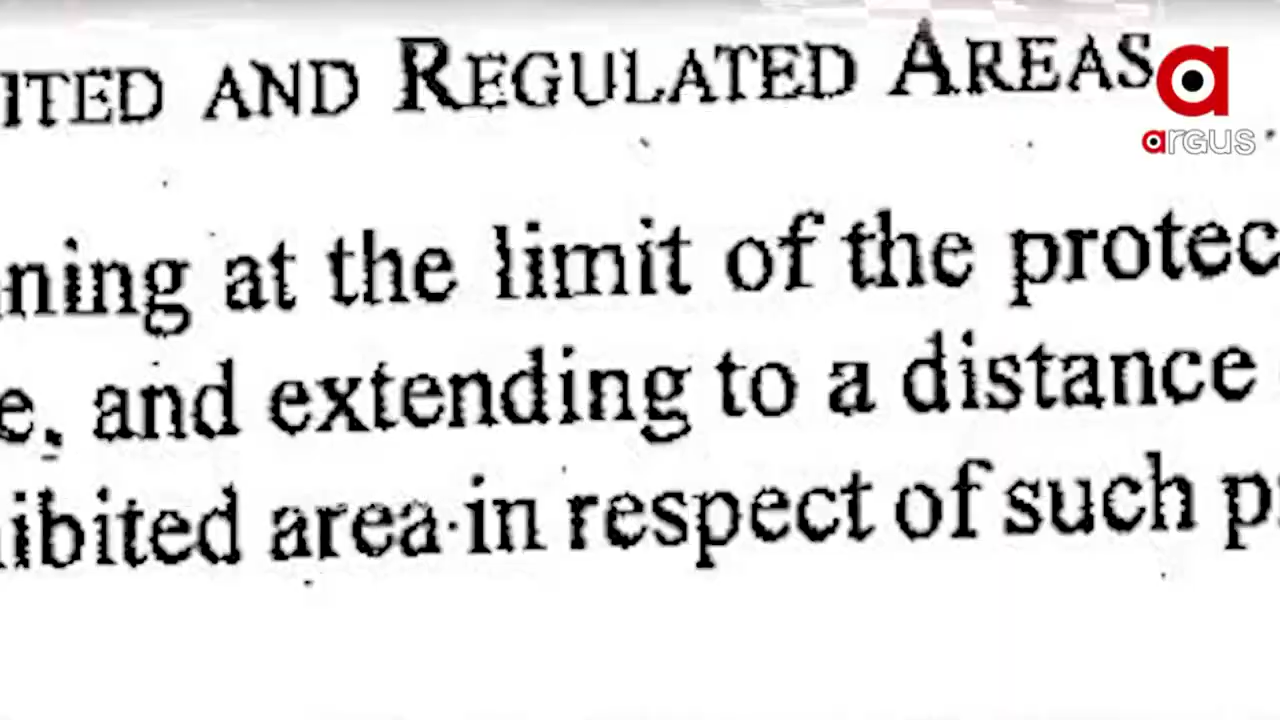 ITED AND REGULATED AREAS
ning at the limit of the protec
e, and extending to a distance
ibited area in respect of such p
a
argus